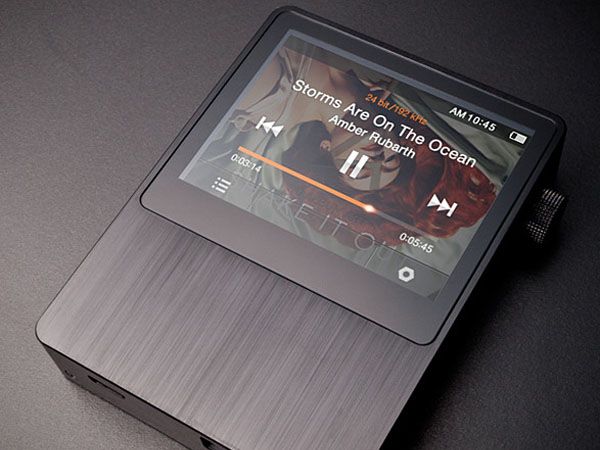 24 bit/192 kHz
AM 10:45
Storms Are On The Ocean
Amber Rubarth
0:03:14
0:05:45